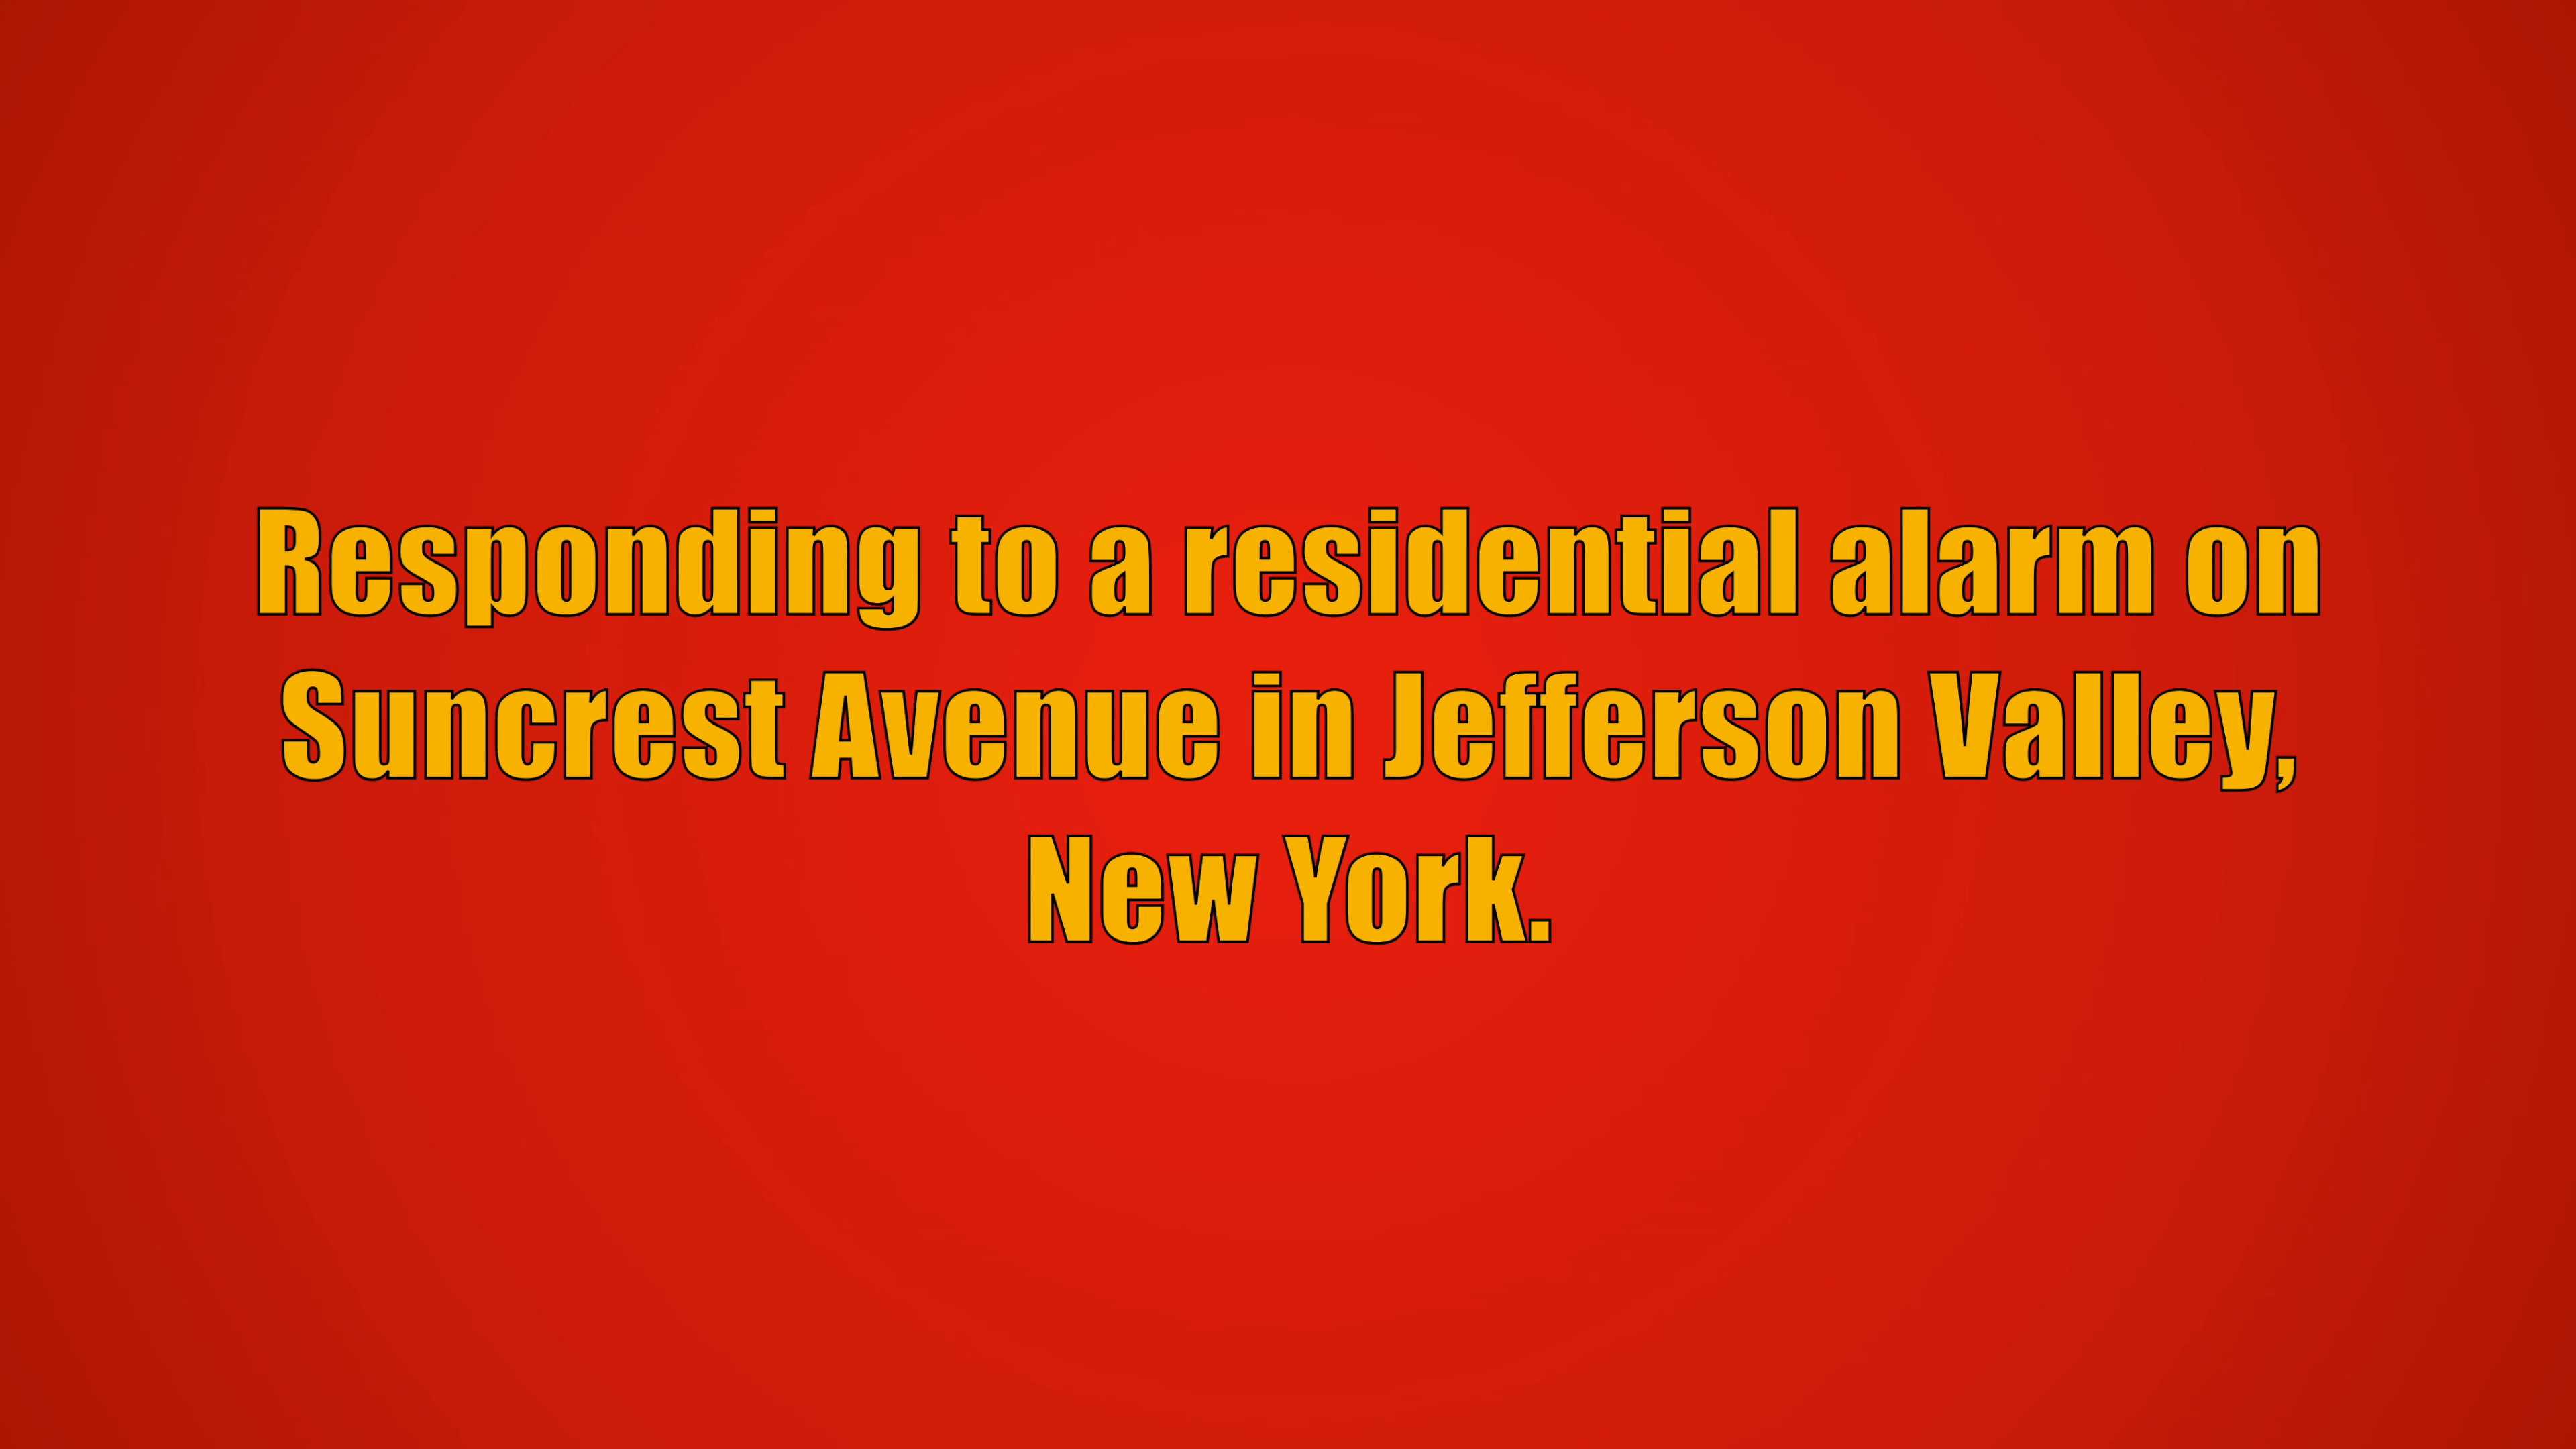 Responding to a residential alarm on
Suncrest Avenue in Jefferson Valley,
New York.